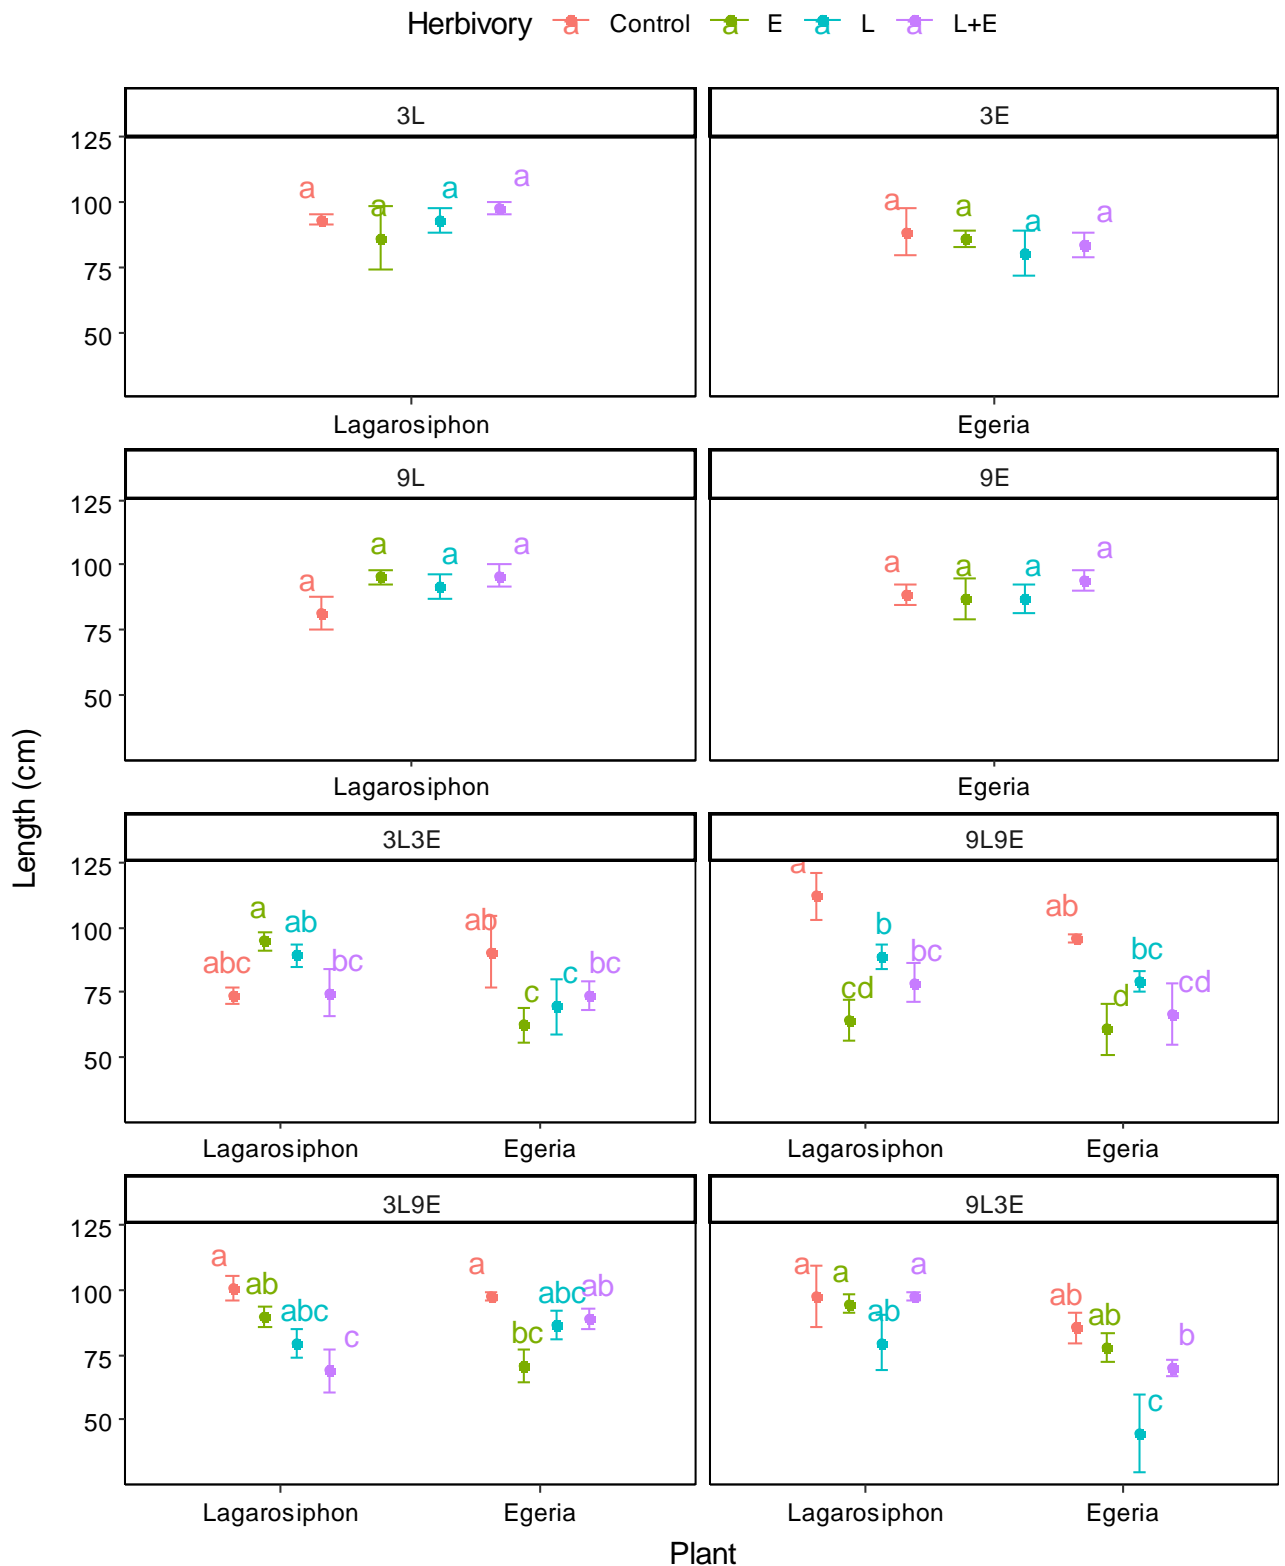 Herbivory a Control a E a L a L+E
3L 3E
125
100
75
50
a a a a
a a a a
Lagarosiphon Egeria
9L 9E
125
100
75
50
a a a a
a a a a
Lagarosiphon Egeria
Length (cm)
3L3E 9L9E
125
100
75
50
abc a ab bc ab c c bc
a cd b bc ab d bc cd
Lagarosiphon Egeria Lagarosiphon Egeria
3L9E 9L3E
125
100
75
50
a ab abc c a bc abc ab
a a ab a ab ab c b
Lagarosiphon Egeria Lagarosiphon Egeria
Plant